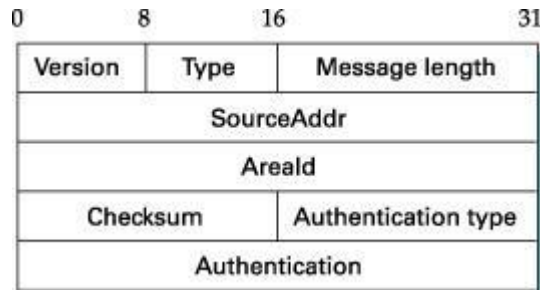 0 8 16 31
Version Type Message length
SourceAddr
AreaId
Checksum Authentication type
Authentication